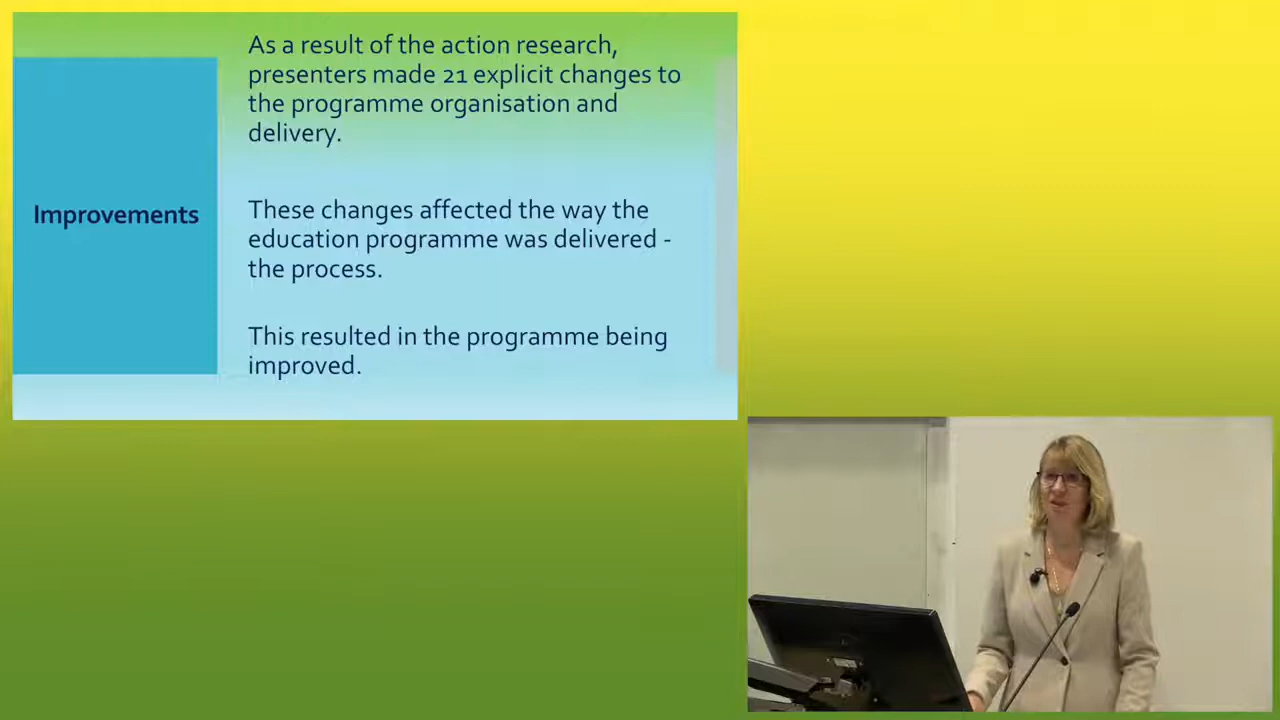 Improvements
As a result of the action research,
presenters made 21 explicit changes to
the programme organisation and
delivery.
These changes affected the way the
education programme was delivered -
the process.
This resulted in the programme being
improved.